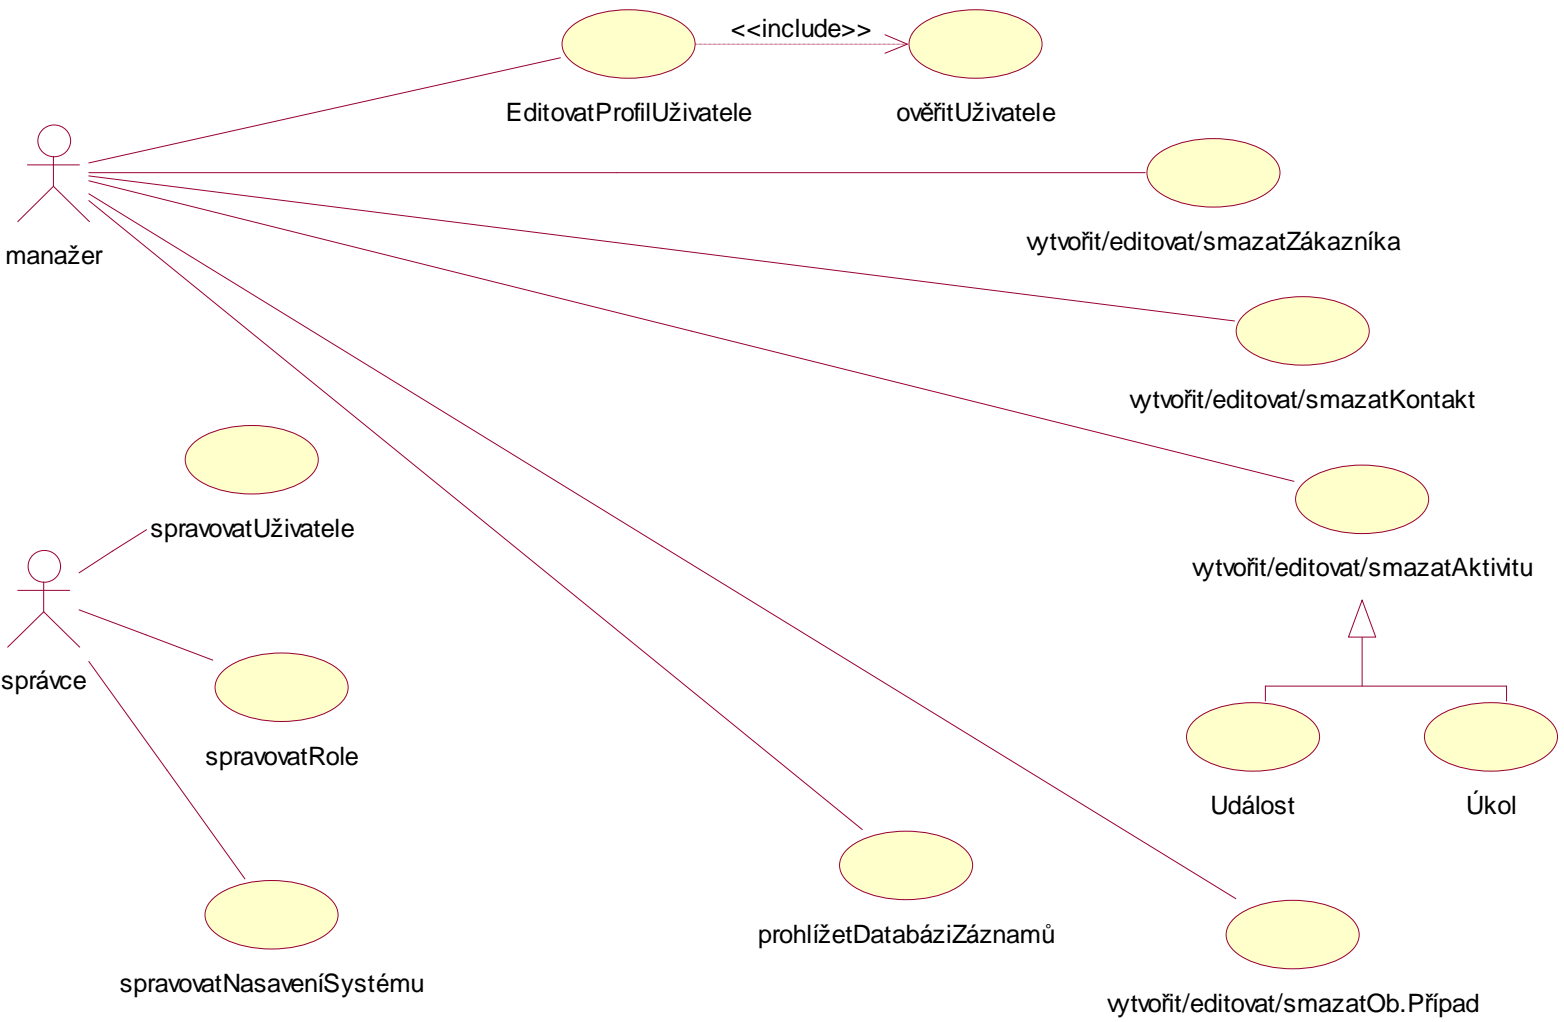 <<include>>
EditovatProfilUživatele
ověřitUživatele
manažer
vytvořit/editovat/smazatZákazníka
vytvořit/editovat/smazatKontakt
spravovatUživatele
vytvořit/editovat/smazatAktivitu
správce
spravovatRole
Událost
Úkol
prohlížetDatabáziZáznamů
spravovatNasaveníSystému
vytvořit/editovat/smazatOb.Případ